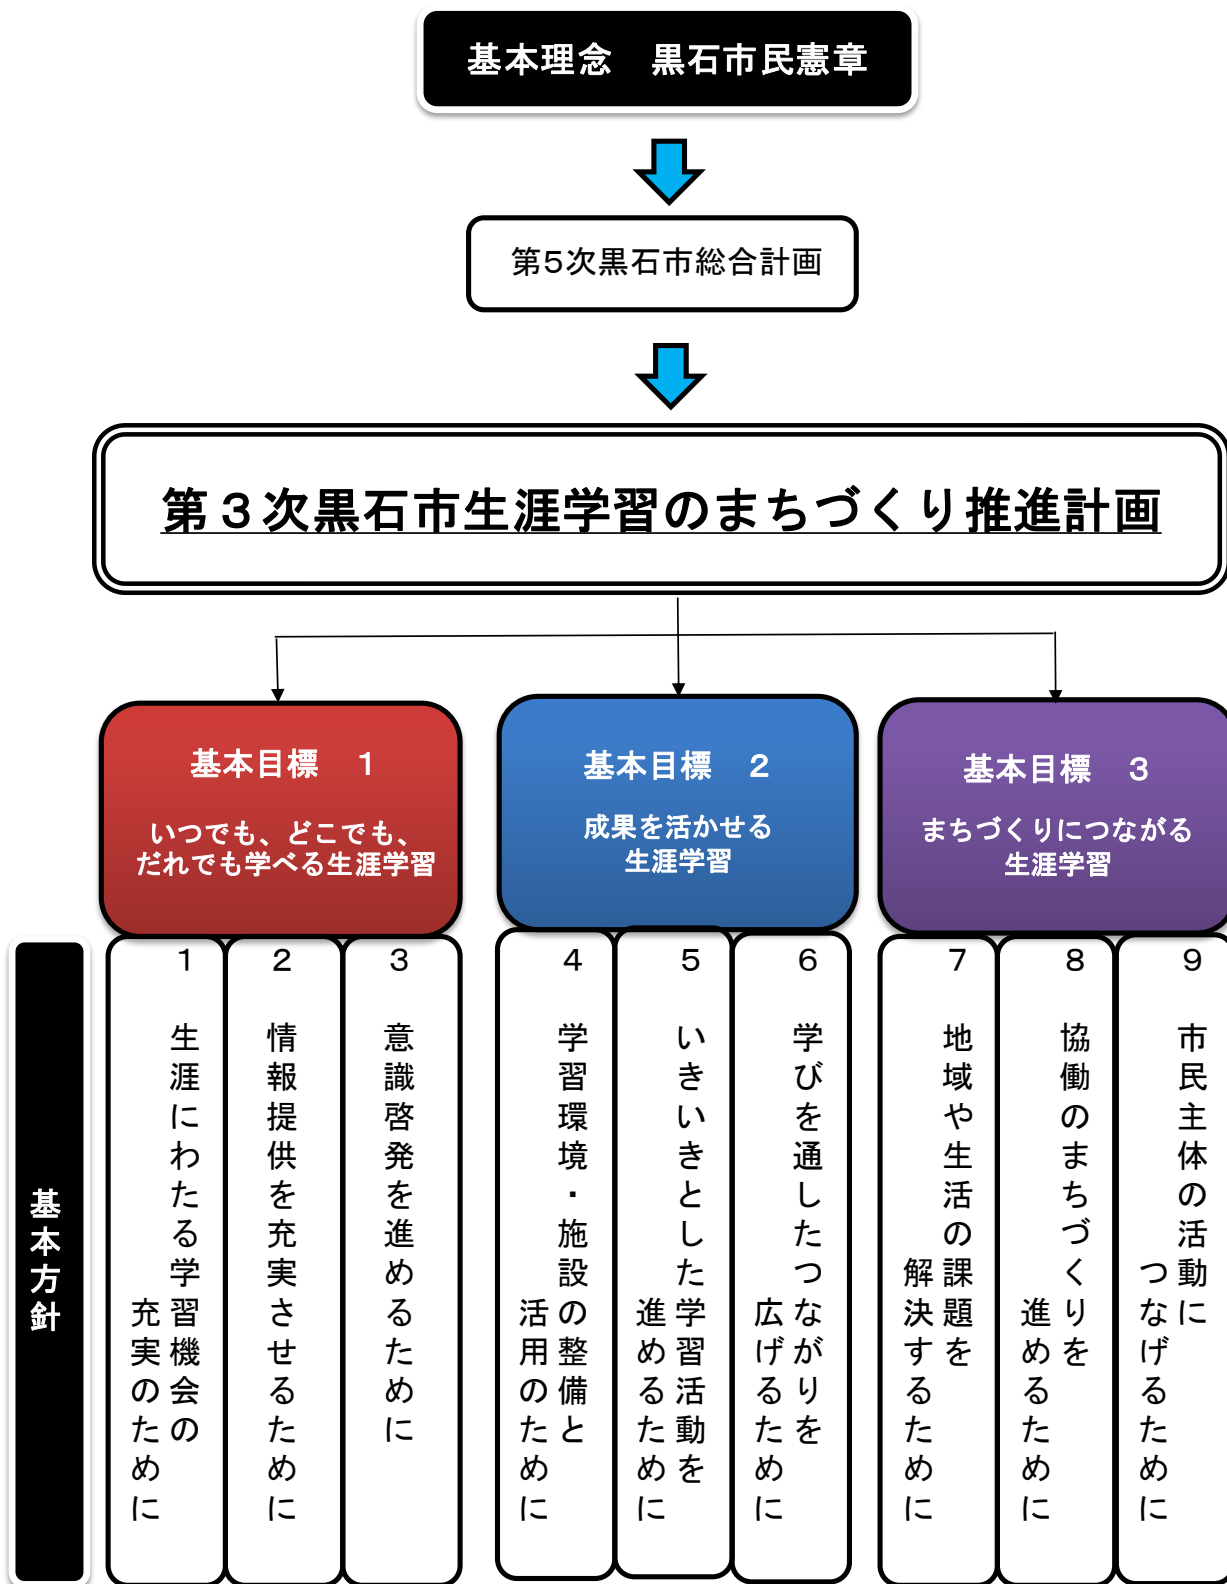 基本理念　黒石市民憲章
第5次黒石市総合計画
第３次黒石市生涯学習のまちづくり推進計画
基本目標　１
いつでも、どこでも、
だれでも学べる生涯学習
基本目標　２
成果を活かせる
生涯学習
基本目標　３
まちづくりにつながる
生涯学習
基本方針
１　生涯にわたる学習機会の
充実のために
２　情報提供を充実させるために
３　意識啓発を進めるために
４　学習環境・施設の整備と
活用のために
５　いきいきとした学習活動を
進めるために
６　学びを通したつながりを
広げるために
７　地域や生活の課題を
解決するために
８　協働のまちづくりを
進めるために
９　市民主体の活動に
つなげるために